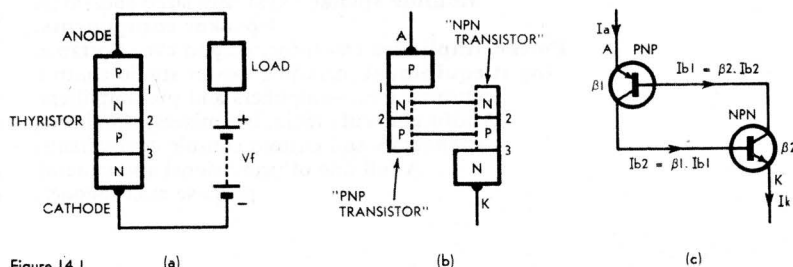 ANODE
P
N
P
N
1
2
3
THYRISTOR
CATHODE
LOAD
+
Vf
-
A
P
1
N
2
P
"PNP
TRANSISTOR"
"NPN
TRANSISTOR"
N
2
P
3
N
K
Ia
A
PNP
β1
Ib1 = β2.Ib2
NPN
β2
Ib2 = β1.Ib1
K
Ik
Figure 14.1
(a)
(b)
(c)